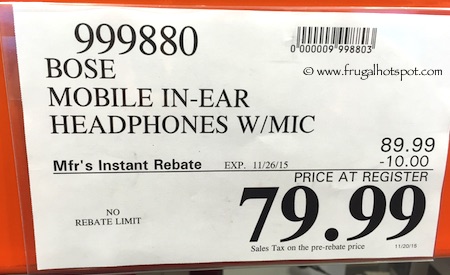 999880
0 000009 998803
© www.frugalhotspot.com
BOSE
MOBILE IN-EAR
HEADPHONES W/MIC
89.99
Mfr's Instant Rebate EXP. 11/26/15 -10.00
PRICE AT REGISTER
NO
REBATE LIMIT
79.99
Sales Tax on the pre-rebate price 11/20/15